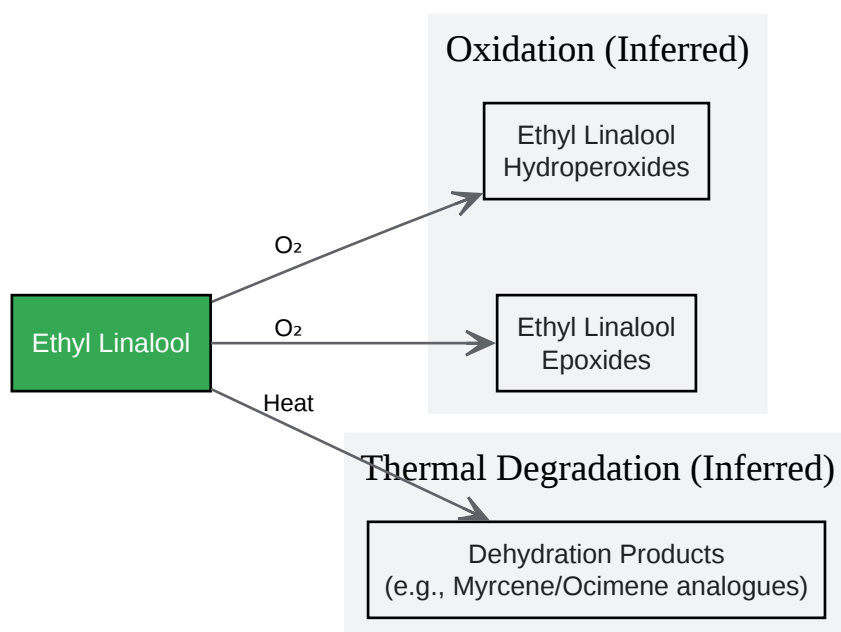 Oxidation (Inferred)
Ethyl Linalool
Hydroperoxides
O₂
Ethyl Linalool
O₂
Ethyl Linalool
Epoxides
Heat
Thermal Degradation (Inferred)
Dehydration Products
(e.g., Myrcene/Ocimene analogues)